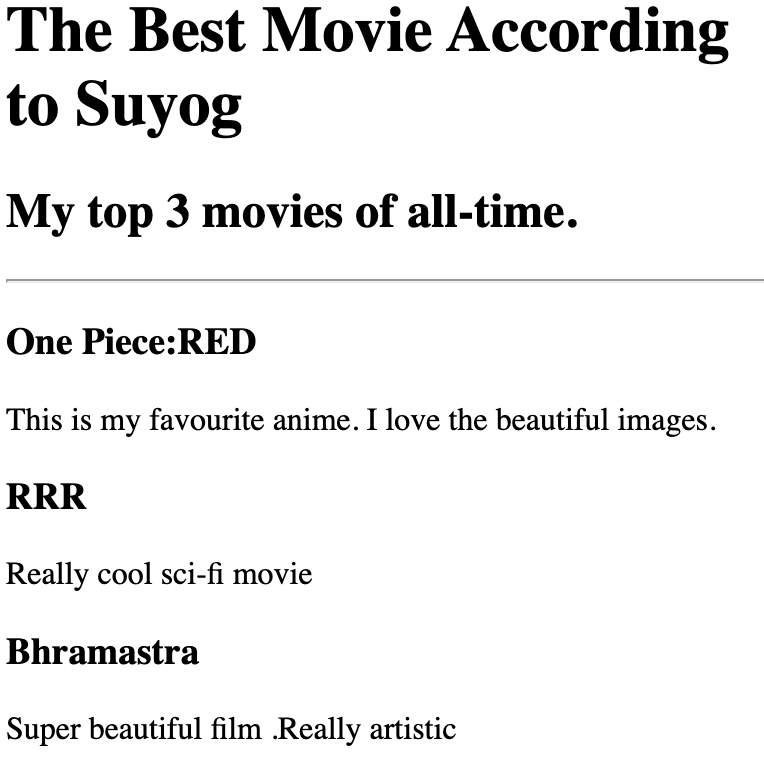 The Best Movie According
to Suyog
My top 3 movies of all-time.
One Piece:RED
This is my favourite anime. I love the beautiful images.
RRR
Really cool sci-fi movie
Bhramastra
Super beautiful film .Really artistic